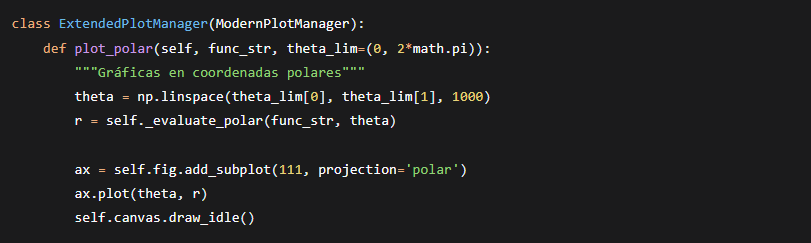 class ExtendedPlotManager(ModernPlotManager):
    def plot_polar(self, func_str, theta_lim=(0, 2*math.pi)):
        """Gráficas en coordenadas polares"""
        theta = np.linspace(theta_lim[0], theta_lim[1], 1000)
        r = self._evaluate_polar(func_str, theta)

        ax = self.fig.add_subplot(111, projection='polar')
        ax.plot(theta, r)
        self.canvas.draw_idle()